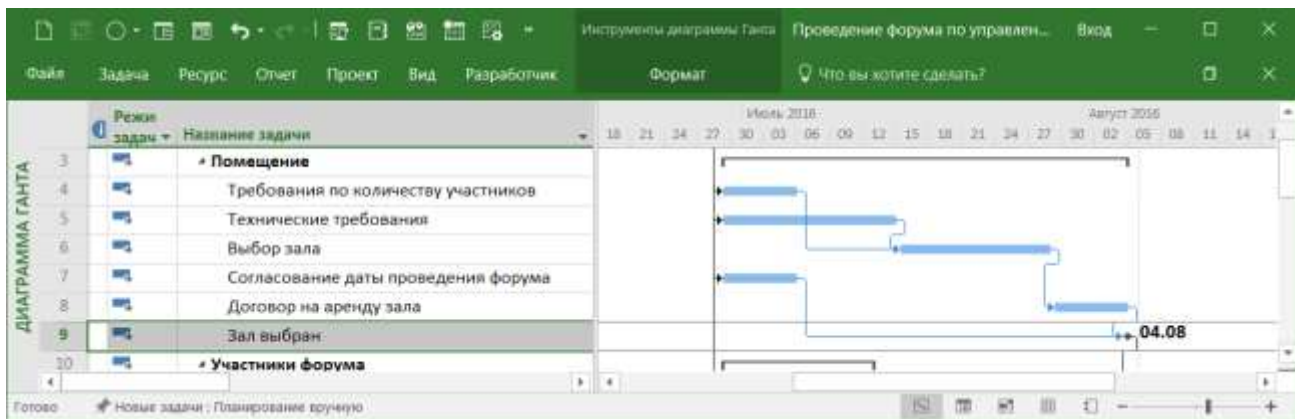 Инструменты диаграммы Ганта Проведение форума по управлен... Вход
Файл Задача Ресурс Отчет Проект Вид Разработчик Формат Что вы хотите сделать?
Режи
задач Название задачи
Июль 2016 Август 2016
18 21 24 27 30 03 06 09 12 15 18 21 24 27 30 02 05 08 11 14 1
ДИАГРАММА ГАНТА
3 Помещение
4 Требования по количеству участников
5 Технические требования
6 Выбор зала
7 Согласование даты проведения форума
8 Договор на аренду зала
9 Зал выбран 04.08
10 Участники форума
Готово Новые задачи : Планирование вручную